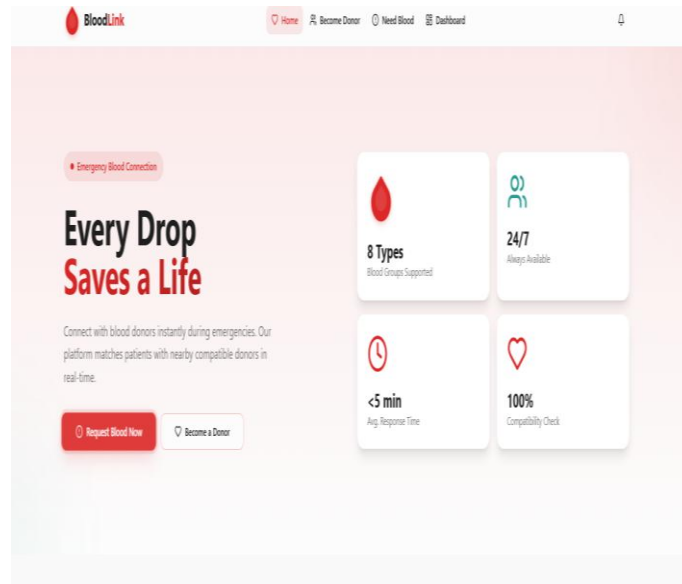 BloodLink
Home Become Donor Need Blood Dashboard
Emergency Blood Connection
Every Drop
Saves a Life
Connect with blood donors instantly during emergencies. Our
platform matches patients with nearby compatible donors in
real-time.
Request Blood Now Become a Donor
8 Types
Blood Groups Supported
24/7
Always Available
<5 min
Avg. Response Time
100%
Compatibility Check